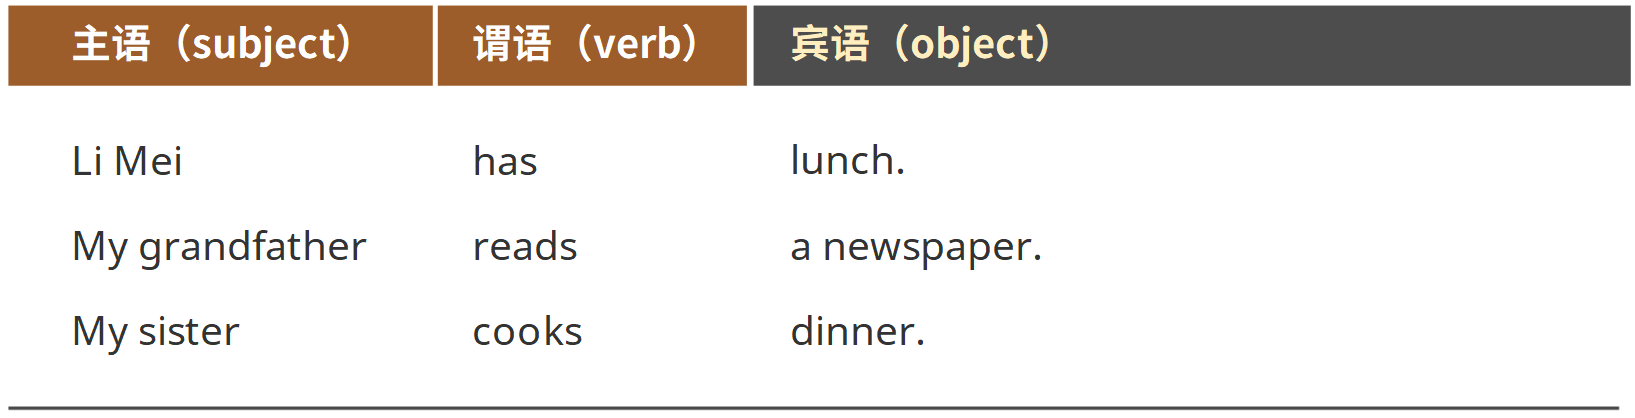 主语（subject） 谓语（verb） 宾语（object）
Li Mei has lunch.
My grandfather reads a newspaper.
My sister cooks dinner.